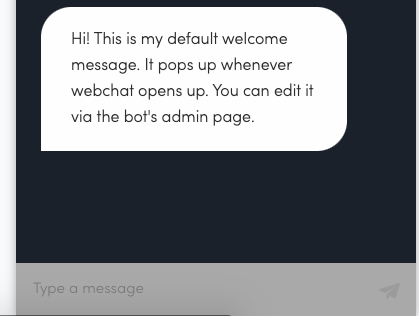 Hi! This is my default welcome
message. It pops up whenever
webchat opens up. You can edit it
via the bot's admin page.
Type a message